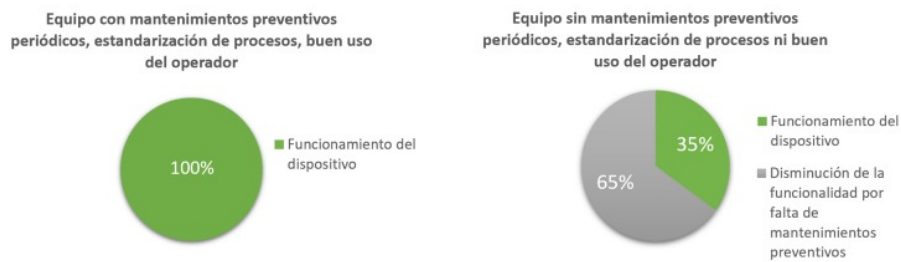 Equipo con mantenimientos preventivos
periódicos, estandarización de procesos, buen uso
del operador
100%
Funcionamiento del
dispositivo
Equipo sin mantenimientos preventivos
periódicos, estandarización de procesos ni buen
uso del operador
35%
65%
Funcionamiento del
dispositivo
Disminución de la
funcionalidad por
falta de
mantenimientos
preventivos